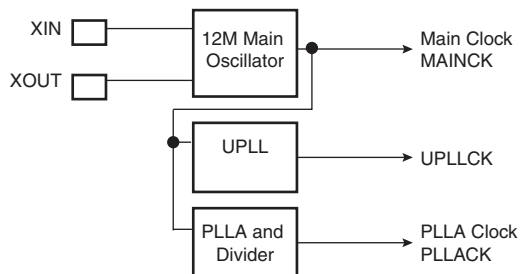 XIN
XOUT
12M Main
Oscillator
Main Clock
MAINCK
UPLL
UPLLCK
PLLA and
Divider
PLLA Clock
PLLACK